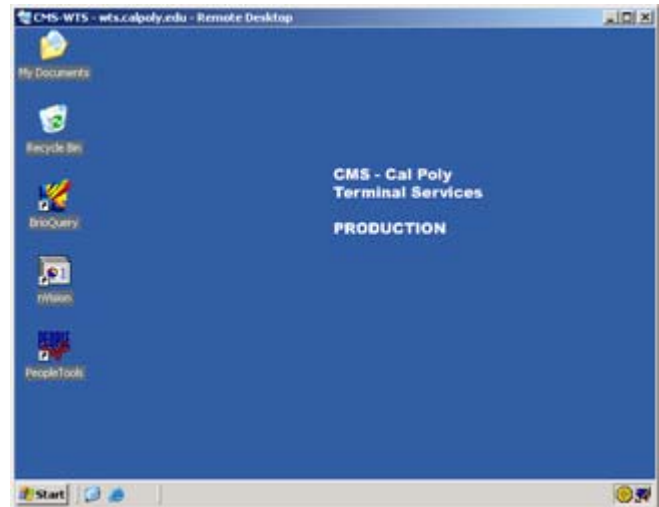 CMS-WTS - wts.calpoly.edu - Remote Desktop
My Documents
Recycle Bin
BrioQuery
nVision
PEOPLE
PeopleTools
CMS - Cal Poly
Terminal Services
PRODUCTION
Start